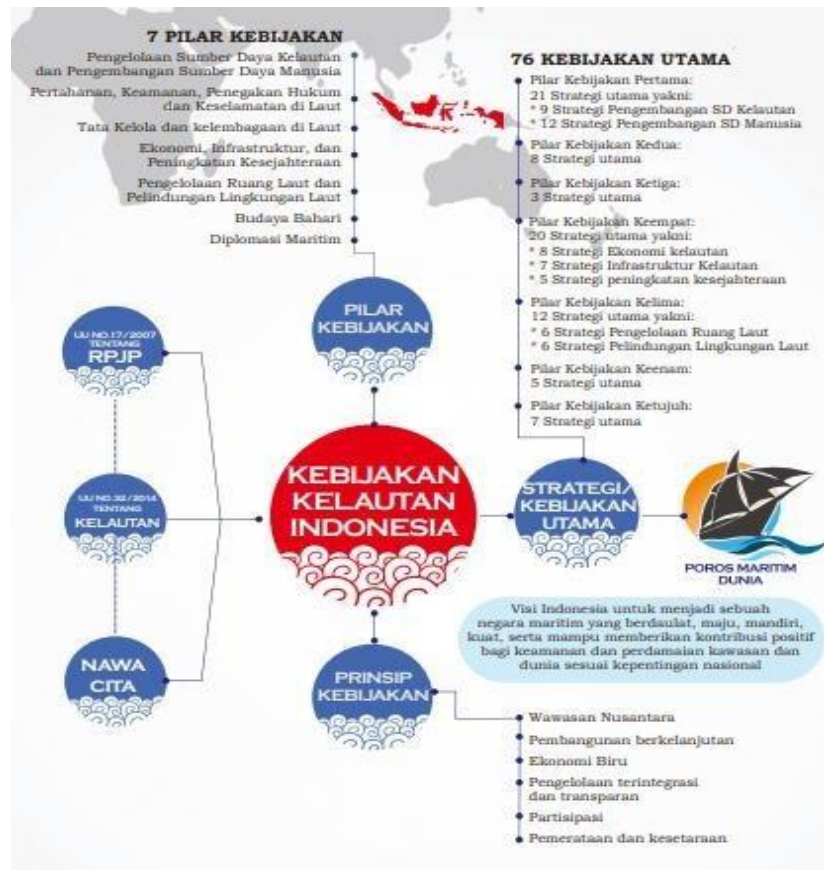 7 PILAR KEBIJAKAN
Pengelolaan Sumber Daya Kelautan
dan Pengembangan Sumber Daya Manusia
Pertahanan, Keamanan, Penegakan Hukum
dan Keselamatan di Laut
Tata Kelola dan kelembagaan di Laut
Ekonomi, Infrastruktur, dan
Peningkatan Kesejahteraan
Pengelolaan Ruang Laut dan
Pelindungan Lingkungan Laut
Budaya Bahari
Diplomasi Maritim
76 KEBIJAKAN UTAMA
Pilar Kebijakan Pertama:
21 Strategi utama yakni:
* 9 Strategi Pengembangan SD Kelautan
* 12 Strategi Pengembangan SD Manusia
Pilar Kebijakan Kedua:
8 Strategi utama
Pilar Kebijakan Ketiga:
3 Strategi utama
Pilar Kebijakan Keempat:
20 Strategi utama yakni:
* 8 Strategi Ekonomi kelautan
* 7 Strategi Infrastruktur Kelautan
* 5 Strategi peningkatan kesejahteraan
Pilar Kebijakan Kelima:
12 Strategi utama yakni:
* 6 Strategi Pengelolaan Ruang Laut
* 6 Strategi Pelindungan Lingkungan Laut
Pilar Kebijakan Keenam:
5 Strategi utama
Pilar Kebijakan Ketujuh:
7 Strategi utama
PILAR
KEBIJAKAN
UU NO.17/2007
TENTANG
RPJP
UU NO.32/2014
TENTANG
KELAUTAN
NAWA
CITA
KEBIJAKAN
KELAUTAN
INDONESIA
STRATEGI/
KEBIJAKAN
UTAMA
POROS MARITIM
DUNIA
Visi Indonesia untuk menjadi sebuah
negara maritim yang berdaulat, maju, mandiri,
kuat, serta mampu memberikan kontribusi positif
bagi keamanan dan perdamaian kawasan dan
dunia sesuai kepentingan nasional
PRINSIP
KEBIJAKAN
Wawasan Nusantara
Pembangunan berkelanjutan
Ekonomi Biru
Pengelolaan terintegrasi
dan transparan
Partisipasi
Pemerataan dan kesetaraan